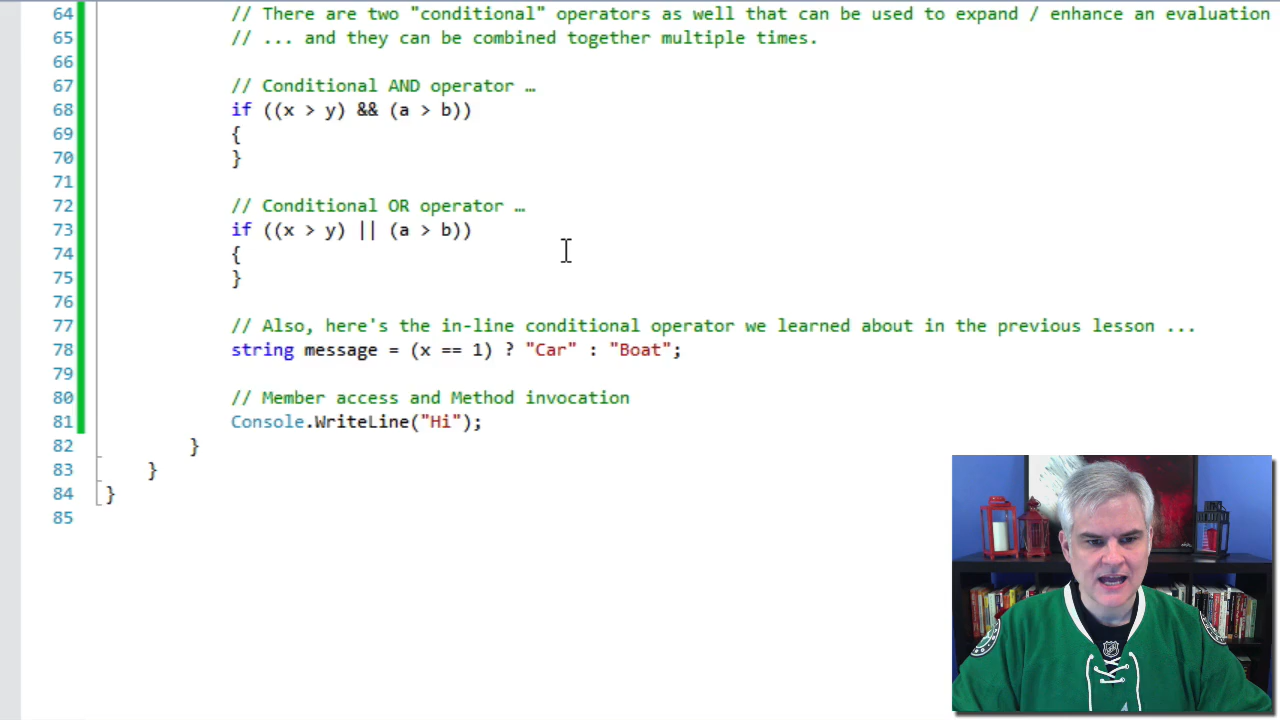 64 // There are two "conditional" operators as well that can be used to expand / enhance an evaluation
65 // ... and they can be combined together multiple times.
66
67 // Conditional AND operator …
68 if ((x > y) && (a > b))
69 {
70 }
71
72 // Conditional OR operator …
73 if ((x > y) || (a > b))
74 {
75 }
76
77 // Also, here's the in-line conditional operator we learned about in the previous lesson ...
78 string message = (x == 1) ? "Car" : "Boat";
79
80 // Member access and Method invocation
81 Console.WriteLine("Hi");
82 }
83 }
84 }
85